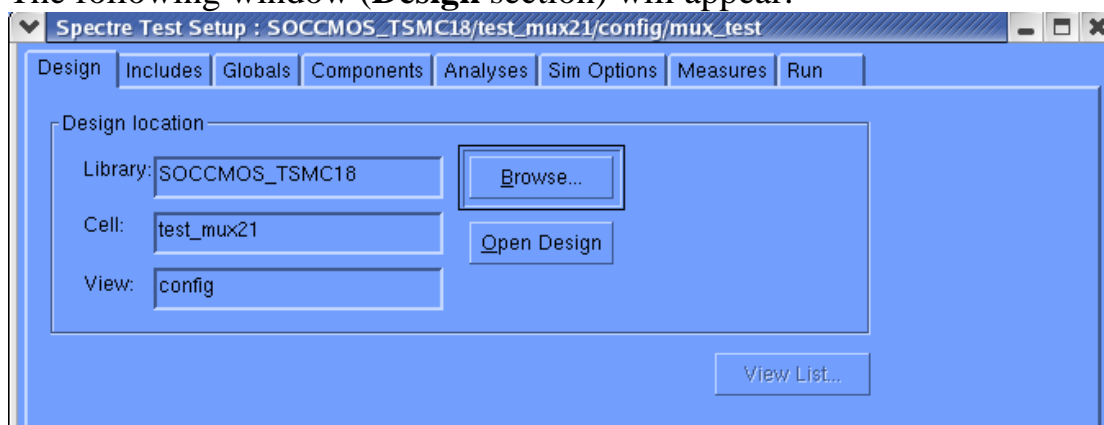 The following window (Design section) will appear:
Spectre Test Setup : SOCCMOS_TSMC18/test_mux21/config/mux_test
Design Includes Globals Components Analyses Sim Options Measures Run
Design location
Library: SOCCMOS_TSMC18 Browse...
Cell: test_mux21 Open Design
View: config
View List...